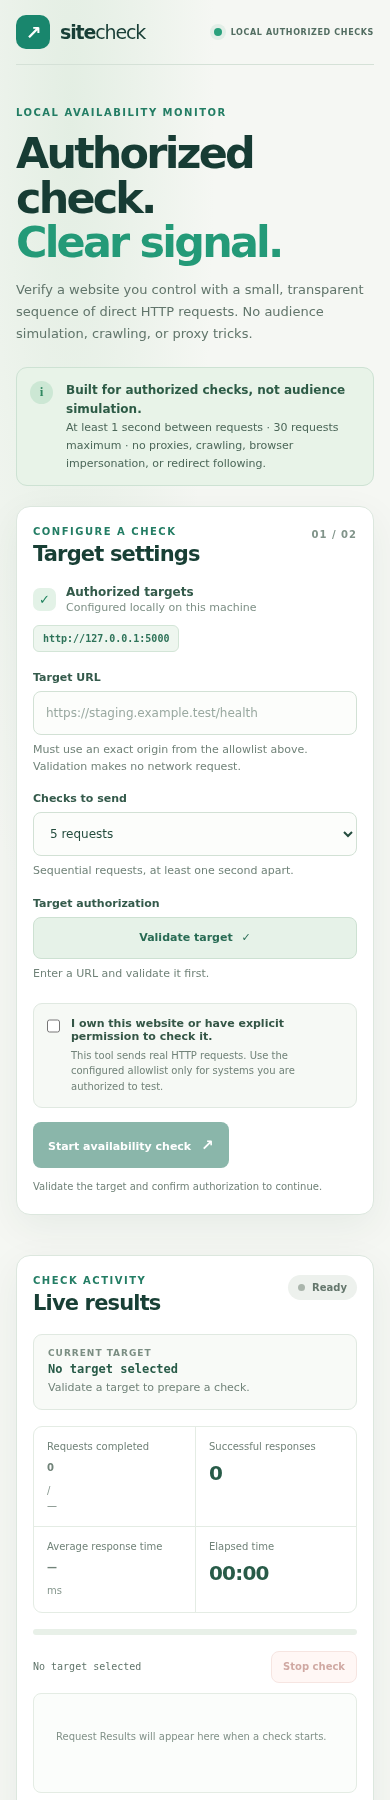 ↗ sitecheck
LOCAL AUTHORIZED CHECKS
LOCAL AVAILABILITY MONITOR
Authorized
check.
Clear signal.
Verify a website you control with a small, transparent
sequence of direct HTTP requests. No audience
simulation, crawling, or proxy tricks.
i
Built for authorized checks, not audience
simulation.
At least 1 second between requests · 30 requests
maximum · no proxies, crawling, browser
impersonation, or redirect following.
CONFIGURE A CHECK
01 / 02
Target settings
✓
Authorized targets
Configured locally on this machine
http://127.0.0.1:5000
Target URL
https://staging.example.test/health
Must use an exact origin from the allowlist above.
Validation makes no network request.
Checks to send
5 requests
Sequential requests, at least one second apart.
Target authorization
Validate target ✓
Enter a URL and validate it first.
I own this website or have explicit
permission to check it.
This tool sends real HTTP requests. Use the
configured allowlist only for systems you are
authorized to test.
Start availability check ↗
Validate the target and confirm authorization to continue.
CHECK ACTIVITY
Ready
Live results
CURRENT TARGET
No target selected
Validate a target to prepare a check.
Requests completed
0
/
—
Successful responses
0
Average response time
—
ms
Elapsed time
00:00
No target selected
Stop check
Request Results will appear here when a check starts.